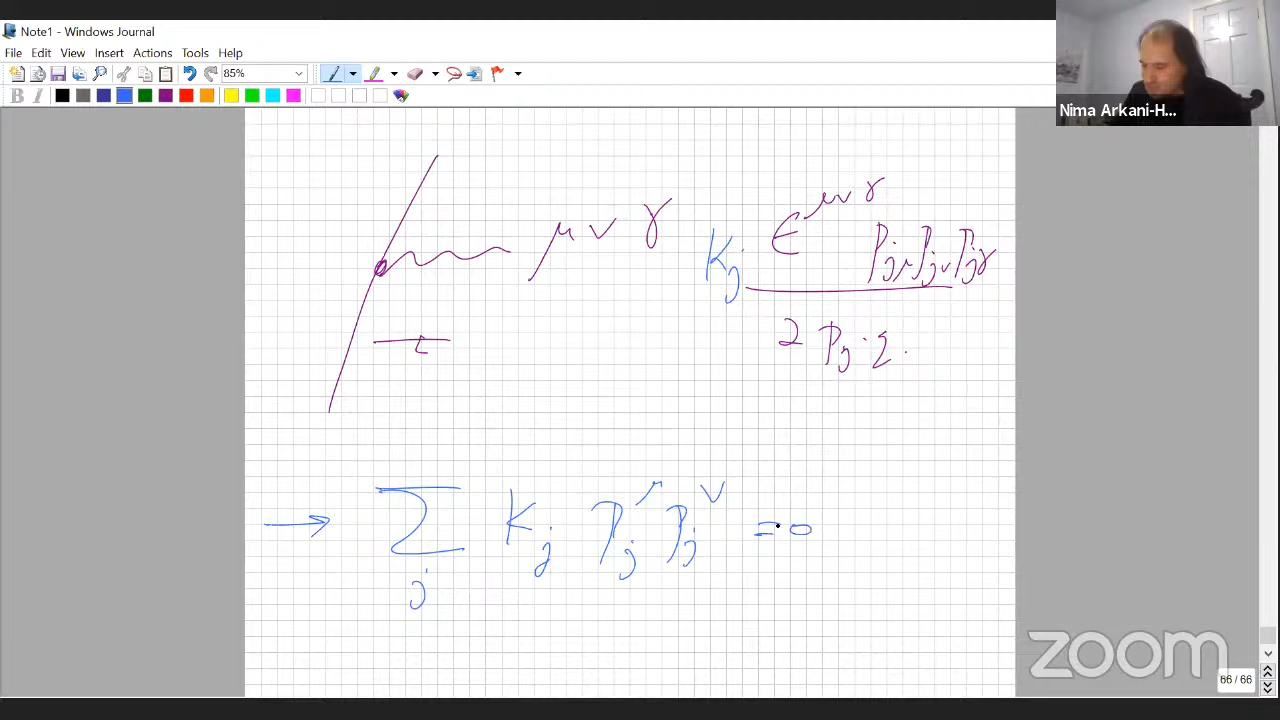 Note1 - Windows Journal
File Edit View Insert Actions Tools Help
85%
Nima Arkani-H...
μ ν γ
K_j ε^{μνγ} P_{jμ} P_{jν} P_{jγ}
2 P_j · q
t
→ Σ_j K_j P_j^μ P_j^ν = 0
zoom
66 / 66